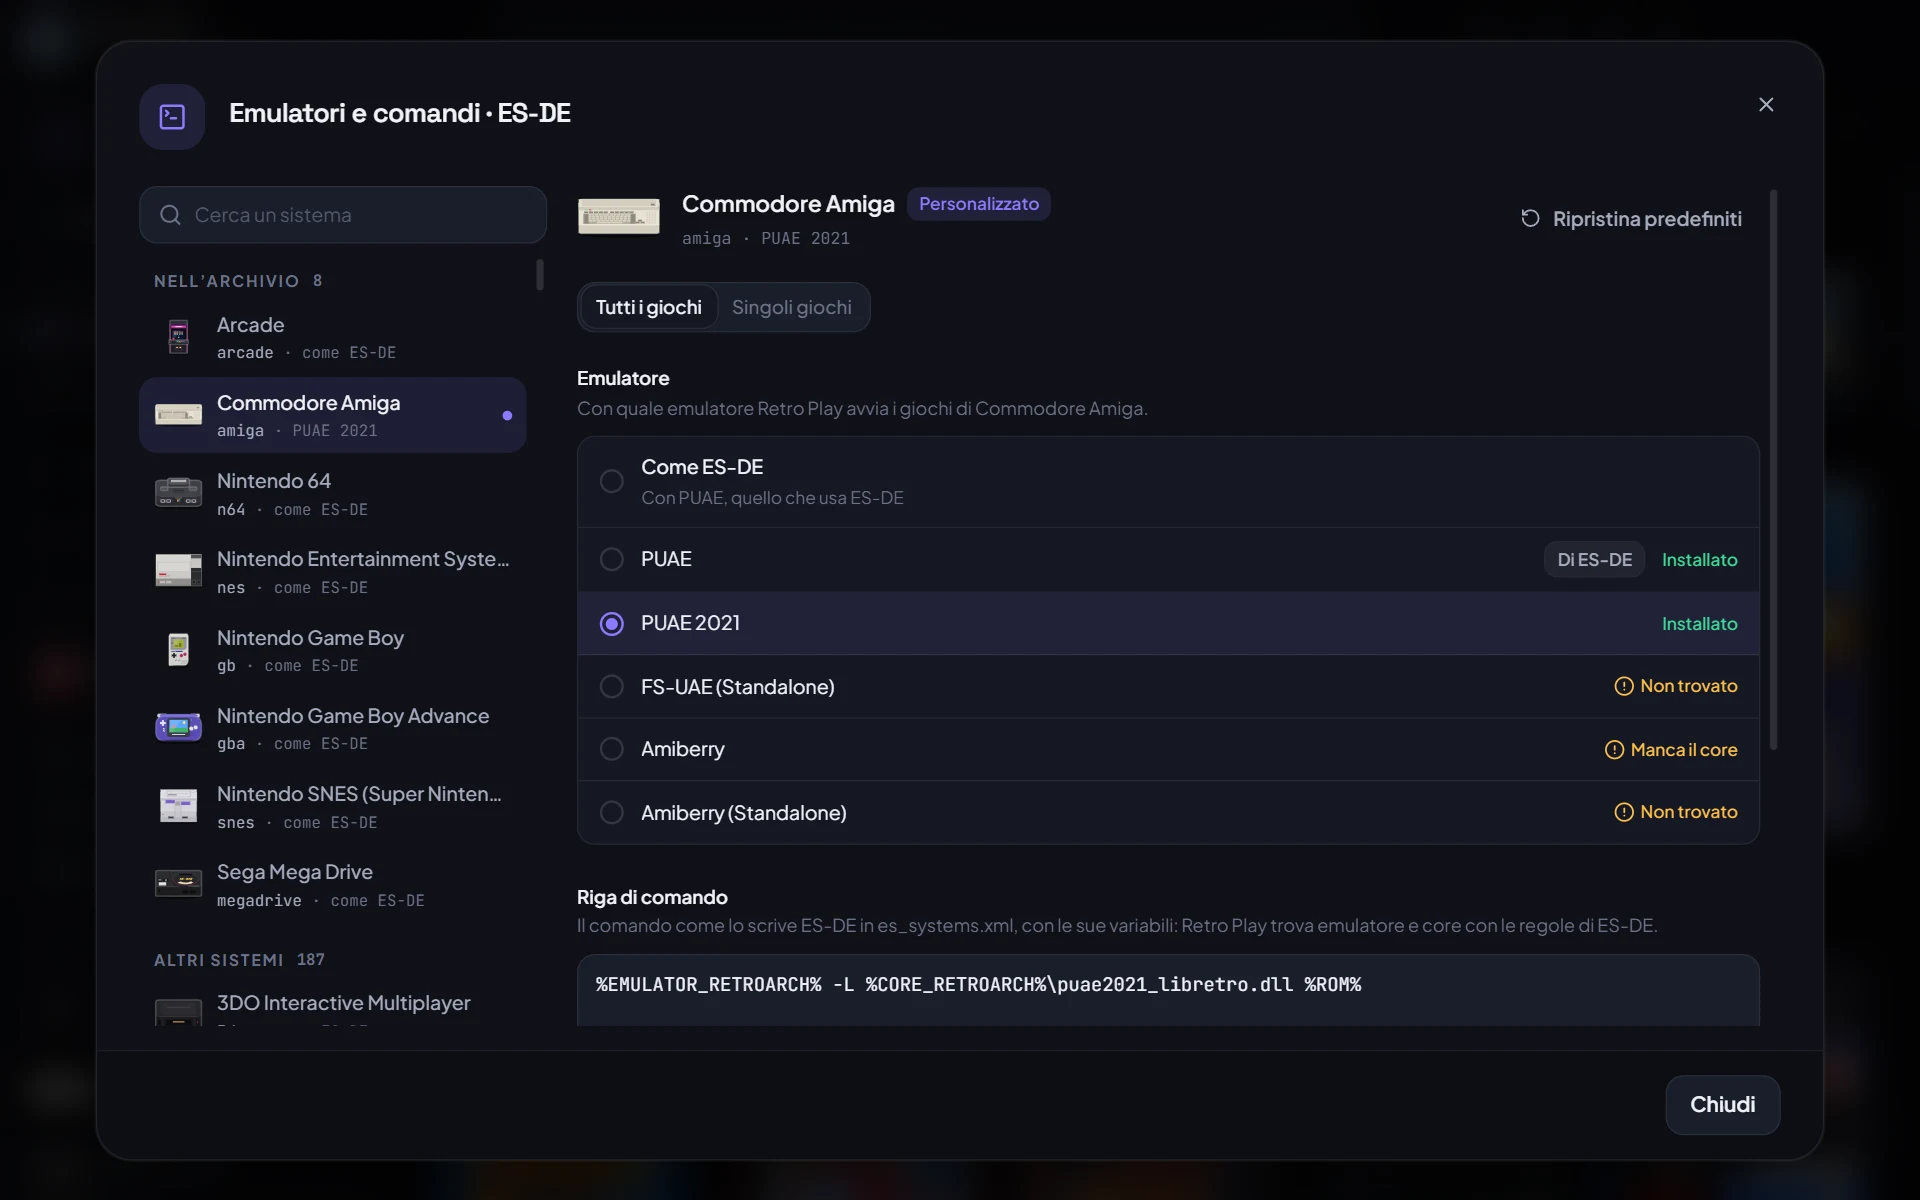 Emulatori e comandi · ES-DE
Cerca un sistema
NELL'ARCHIVIO 8
Arcade
arcade · come ES-DE
Commodore Amiga
amiga · PUAE 2021
Nintendo 64
n64 · come ES-DE
Nintendo Entertainment Syste…
nes · come ES-DE
Nintendo Game Boy
gb · come ES-DE
Nintendo Game Boy Advance
gba · come ES-DE
Nintendo SNES (Super Ninten…
snes · come ES-DE
Sega Mega Drive
megadrive · come ES-DE
ALTRI SISTEMI 187
3DO Interactive Multiplayer
Commodore Amiga Personalizzato
amiga · PUAE 2021
Ripristina predefiniti
Tutti i giochi Singoli giochi
Emulatore
Con quale emulatore Retro Play avvia i giochi di Commodore Amiga.
Come ES-DE
Con PUAE, quello che usa ES-DE
PUAE Di ES-DE Installato
PUAE 2021 Installato
FS-UAE (Standalone) Non trovato
Amiberry Manca il core
Amiberry (Standalone) Non trovato
Riga di comando
Il comando come lo scrive ES-DE in es_systems.xml, con le sue variabili: Retro Play trova emulatore e core con le regole di ES-DE.
%EMULATOR_RETROARCH% -L %CORE_RETROARCH%\puae2021_libretro.dll %ROM%
Chiudi